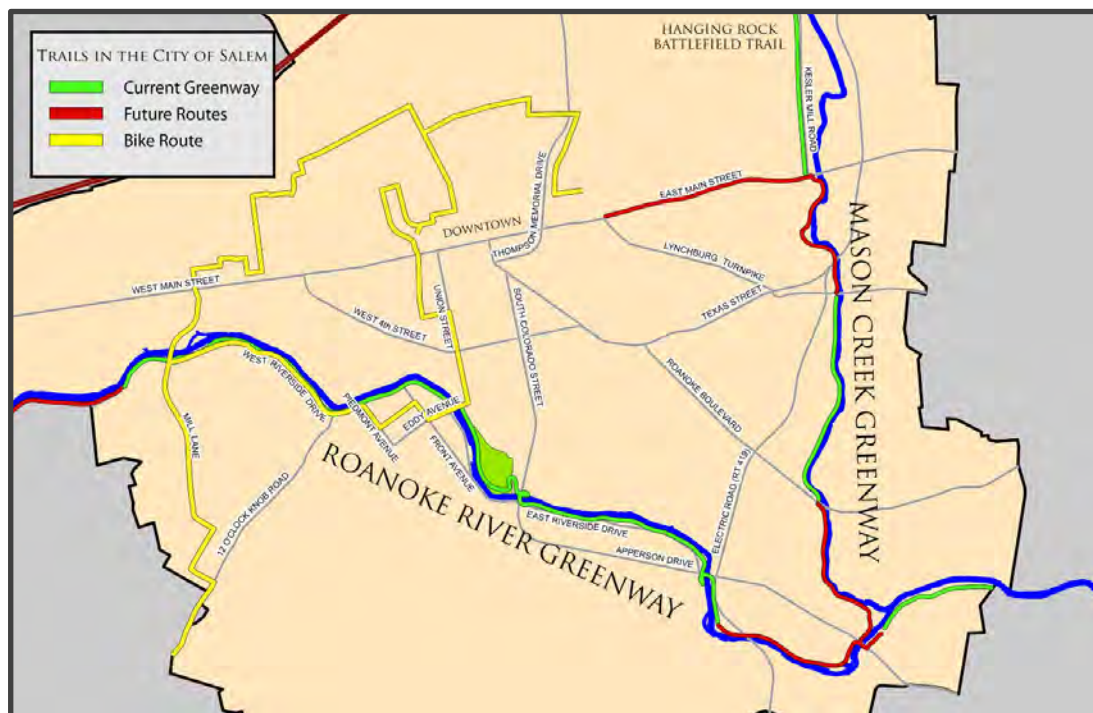 TRAILS IN THE CITY OF SALEM
Current Greenway
Future Routes
Bike Route
HANGING ROCK
BATTLEFIELD TRAIL
KESLER MILL ROAD
EAST MAIN STREET
THOMPSON MEMORIAL DRIVE
DOWNTOWN
LYNCHBURG TURNPIKE
WEST MAIN STREET
UNION STREET
SOUTH COLORADO STREET
TEXAS STREET
WEST 4th STREET
MASON CREEK GREENWAY
WEST RIVERSIDE DRIVE
ROANOKE BOULEVARD
PIEDMONT AVENUE
EDDY AVENUE
MILL LANE
FRONT AVENUE
ROANOKE RIVER GREENWAY
12 O'CLOCK KNOB ROAD
ELECTRIC ROAD (RT 419)
EAST RIVERSIDE DRIVE
APPERSON DRIVE